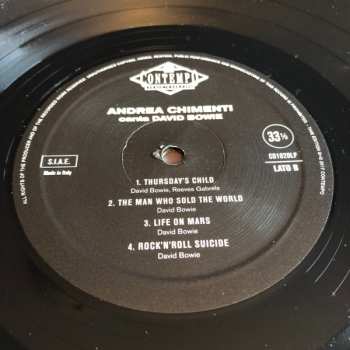 CONTEMPO
ANDREA CHIMENTI
canta DAVID BOWIE
33⅓
S.I.A.E.
Made in Italy
LATO B
1. THURSDAY'S CHILD
David Bowie, Reeves Gabrels
2. THE MAN WHO SOLD THE WORLD
David Bowie
3. LIFE ON MARS
David Bowie
4. ROCK'N'ROLL SUICIDE
David Bowie